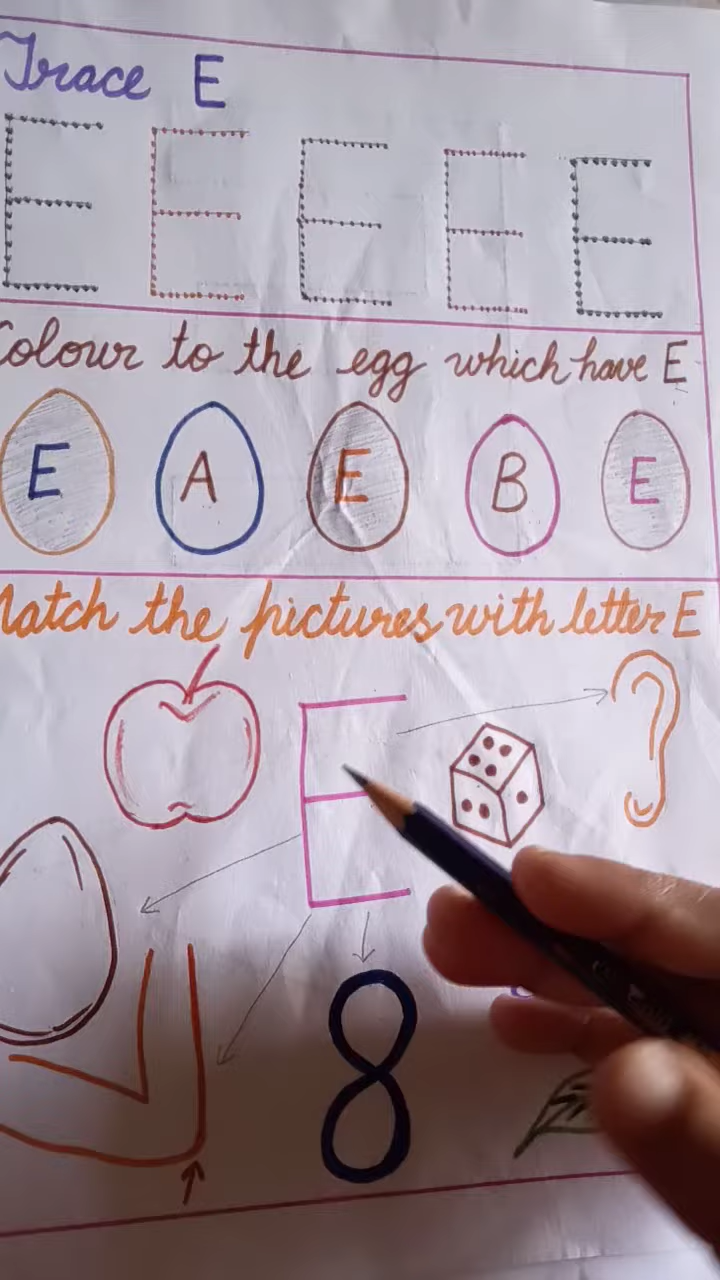 Trace E
E E E E E
Colour to the egg which have E
E A E B E
Match the pictures with letter E
E
8